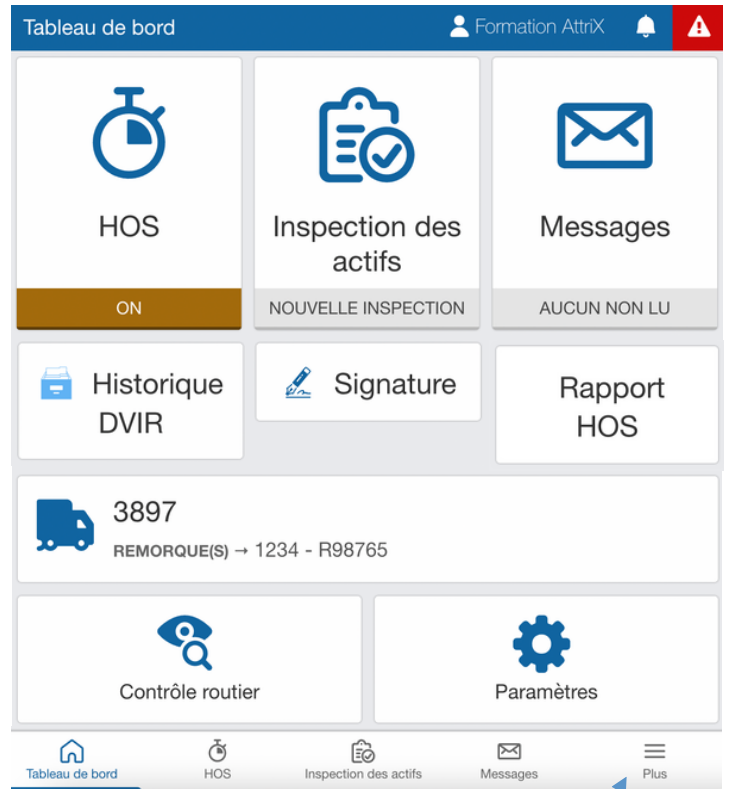 Tableau de bord
Formation AttriX
HOS
ON
Inspection des
actifs
NOUVELLE INSPECTION
Messages
AUCUN NON LU
Historique
DVIR
Signature
Rapport
HOS
3897
REMORQUE(S) → 1234 - R98765
Contrôle routier
Paramètres
Tableau de bord
HOS
Inspection des actifs
Messages
Plus